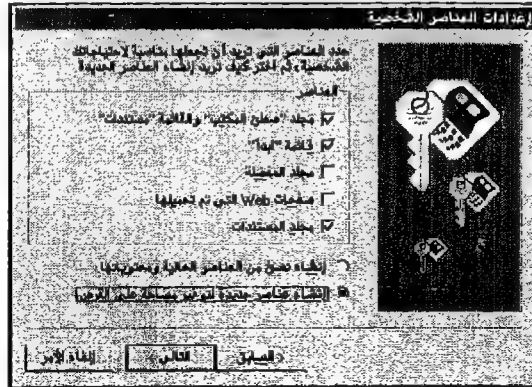 إعدادات العناصر الشخصية
حدد العناصر التي تريد أن تجعلها مناسبة لاحتياجاتك
الشخصية، ثم اختر كيف تريد إنشاء العناصر الجديدة
العناصر
مجلد "سطح المكتب" والقائمة "مستندات"
قائمة "ابدأ"
مجلد المفضلة
صفحات Web التي تم تحميلها
مجلد المستندات
إنشاء نسخ من العناصر الحالية ومحتوياتها
إنشاء عناصر جديدة لتوفير مساحة على القرص
< السابق
التالي >
إلغاء الأمر